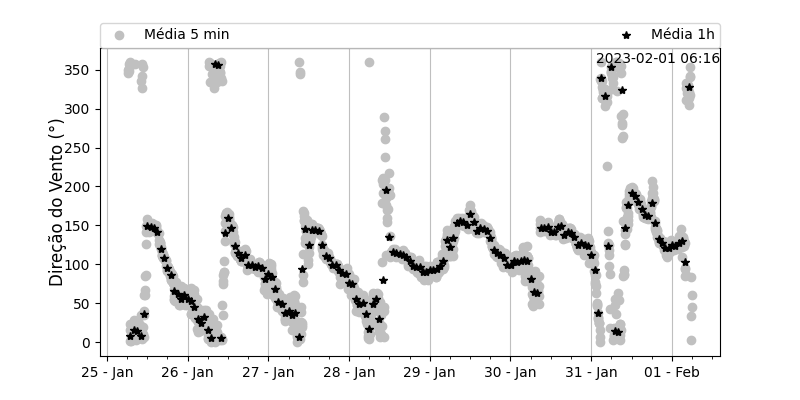 Média 5 min
Média 1h
2023-02-01 06:16
Direção do Vento (°)
350
300
250
200
150
100
50
0
25 - Jan
26 - Jan
27 - Jan
28 - Jan
29 - Jan
30 - Jan
31 - Jan
01 - Feb